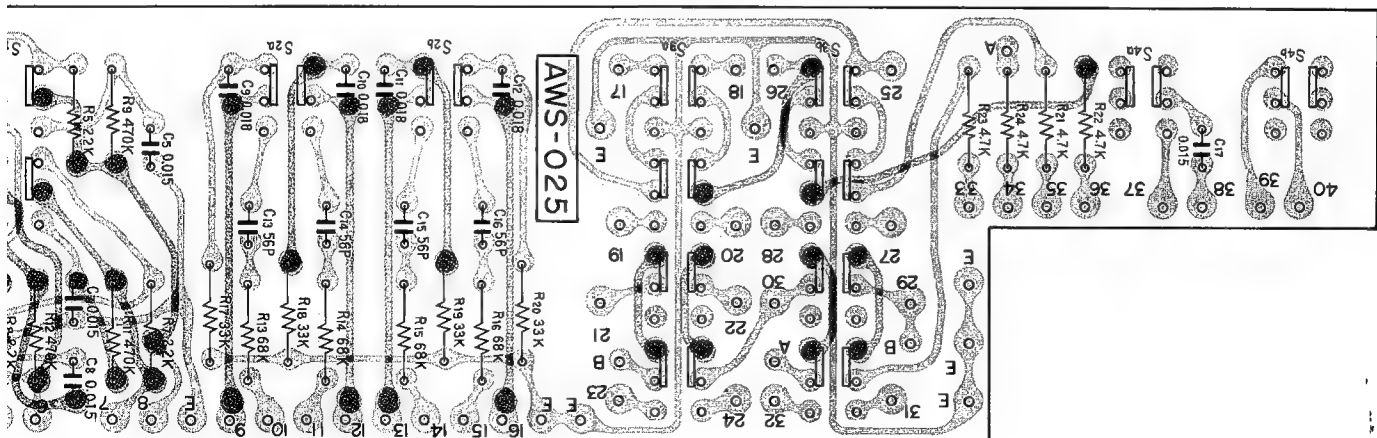 S2a
S2b
S9a
S9b
S4a
S4b
A
17
18
26
25
C9 0.018
C10 0.018
C11 0.018
C12 0.018
AWS-025
R5 2.2K
R9 470K
C5 0.015
E
E
R23 4.7K
R24 4.7K
R21 4.7K
R22 4.7K
C17 0.015
33
34
35
36
37
38
39
40
C13 56P
C14 56P
C15 56P
C16 56P
19
20
28
27
30
29
E
R17 33K
R13 68K
R18 33K
R14 68K
R19 33K
R15 68K
R16 68K
R20 33K
21
22
B
A
B
E
R12 470K
R11 470K
C8 0.015
23
24
32
31
E
7
8
E
9
10
11
12
13
14
15
16
E
E